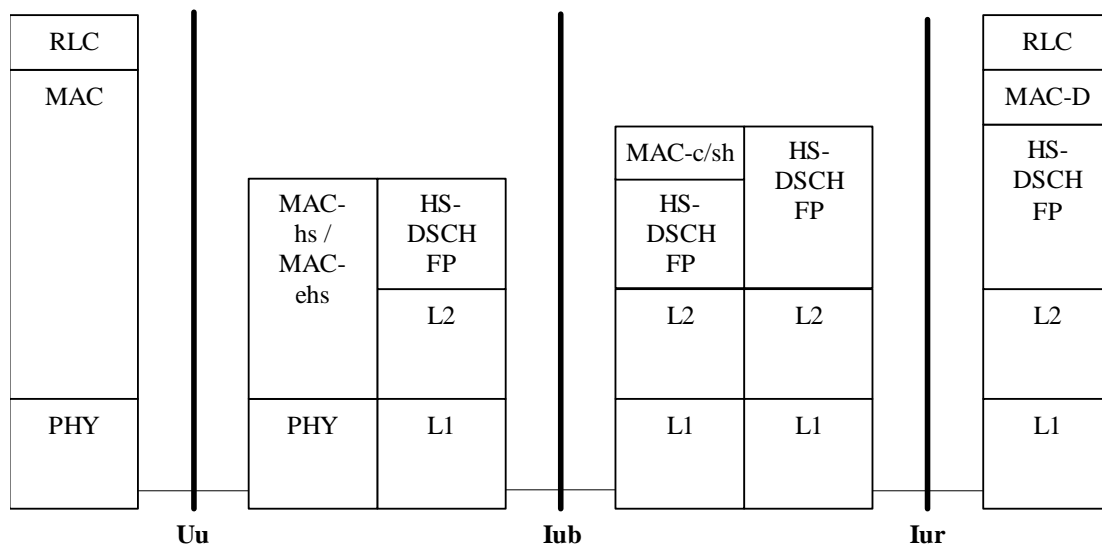 RLC
MAC
PHY
MAC-
hs /
MAC-
ehs
PHY
HS-
DSCH
FP
L2
L1
MAC-c/sh
HS-
DSCH
FP
L2
L1
HS-
DSCH
FP
L2
L1
RLC
MAC-D
HS-
DSCH
FP
L2
L1
Uu
Iub
Iur